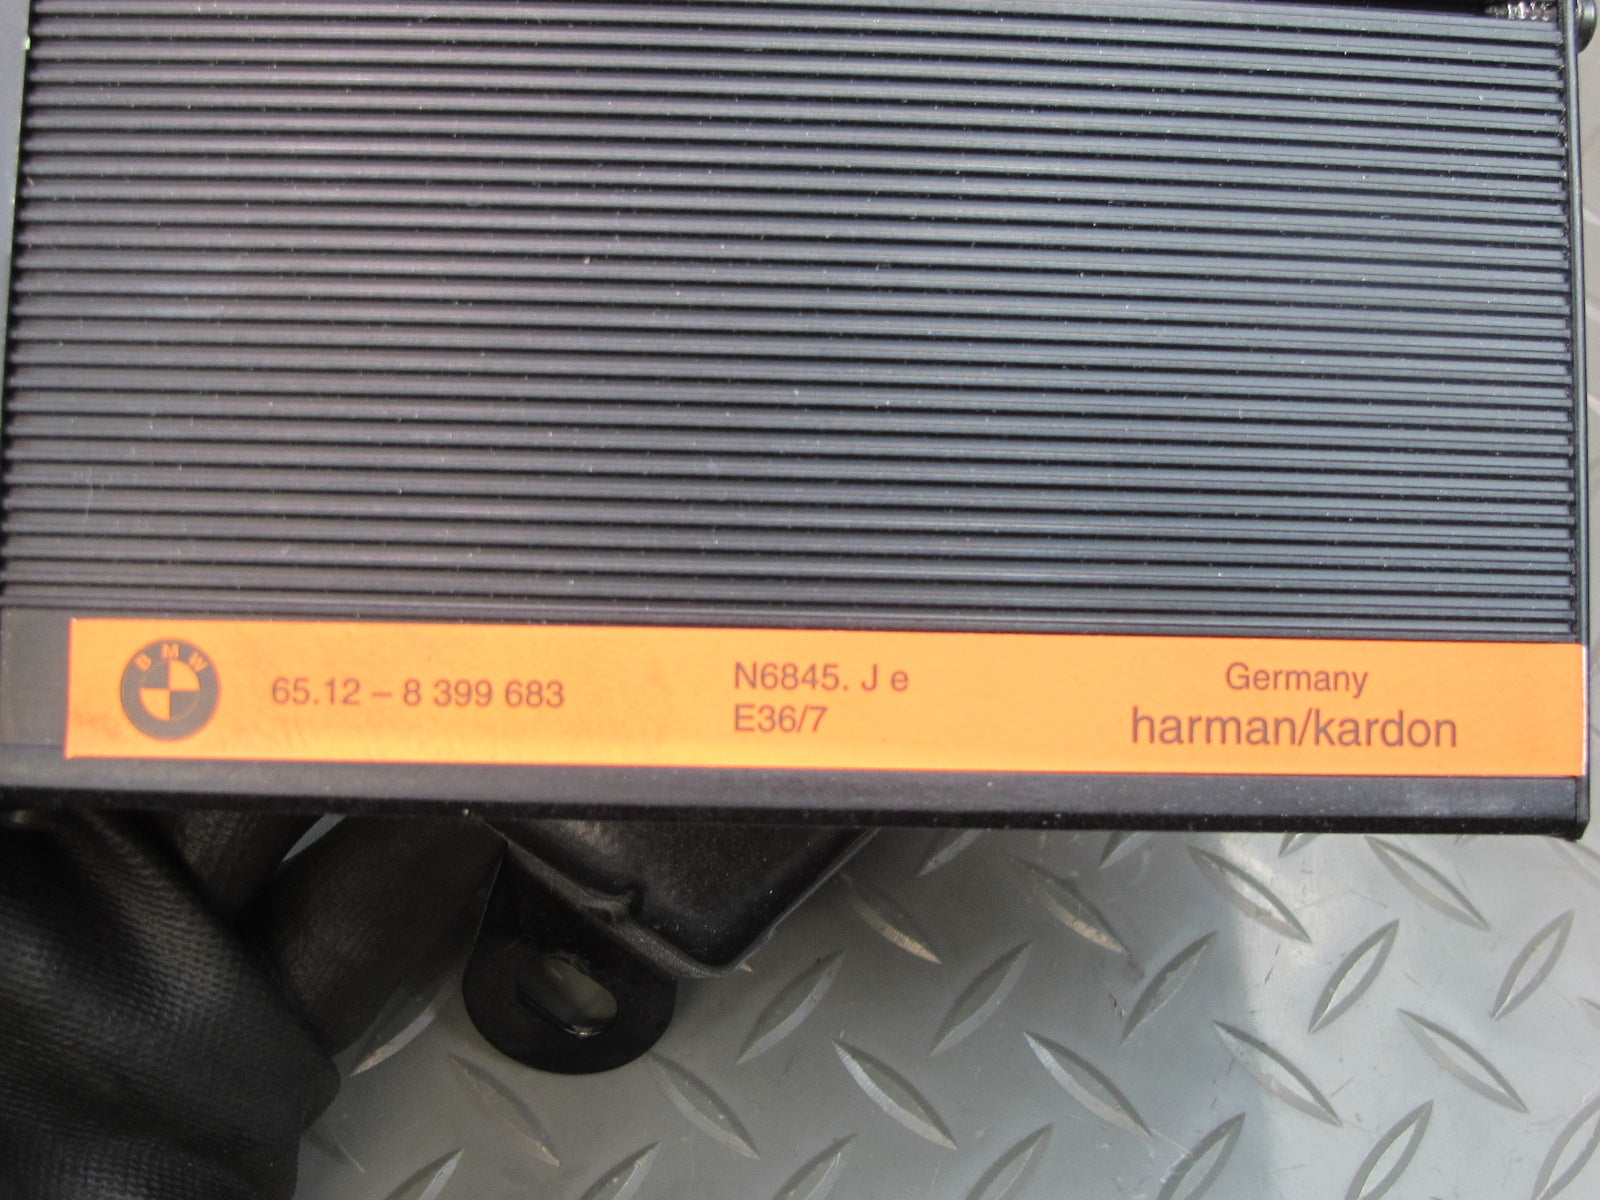 BMW
65.12 – 8 399 683
N6845. J e
E36/7
Germany
harman/kardon